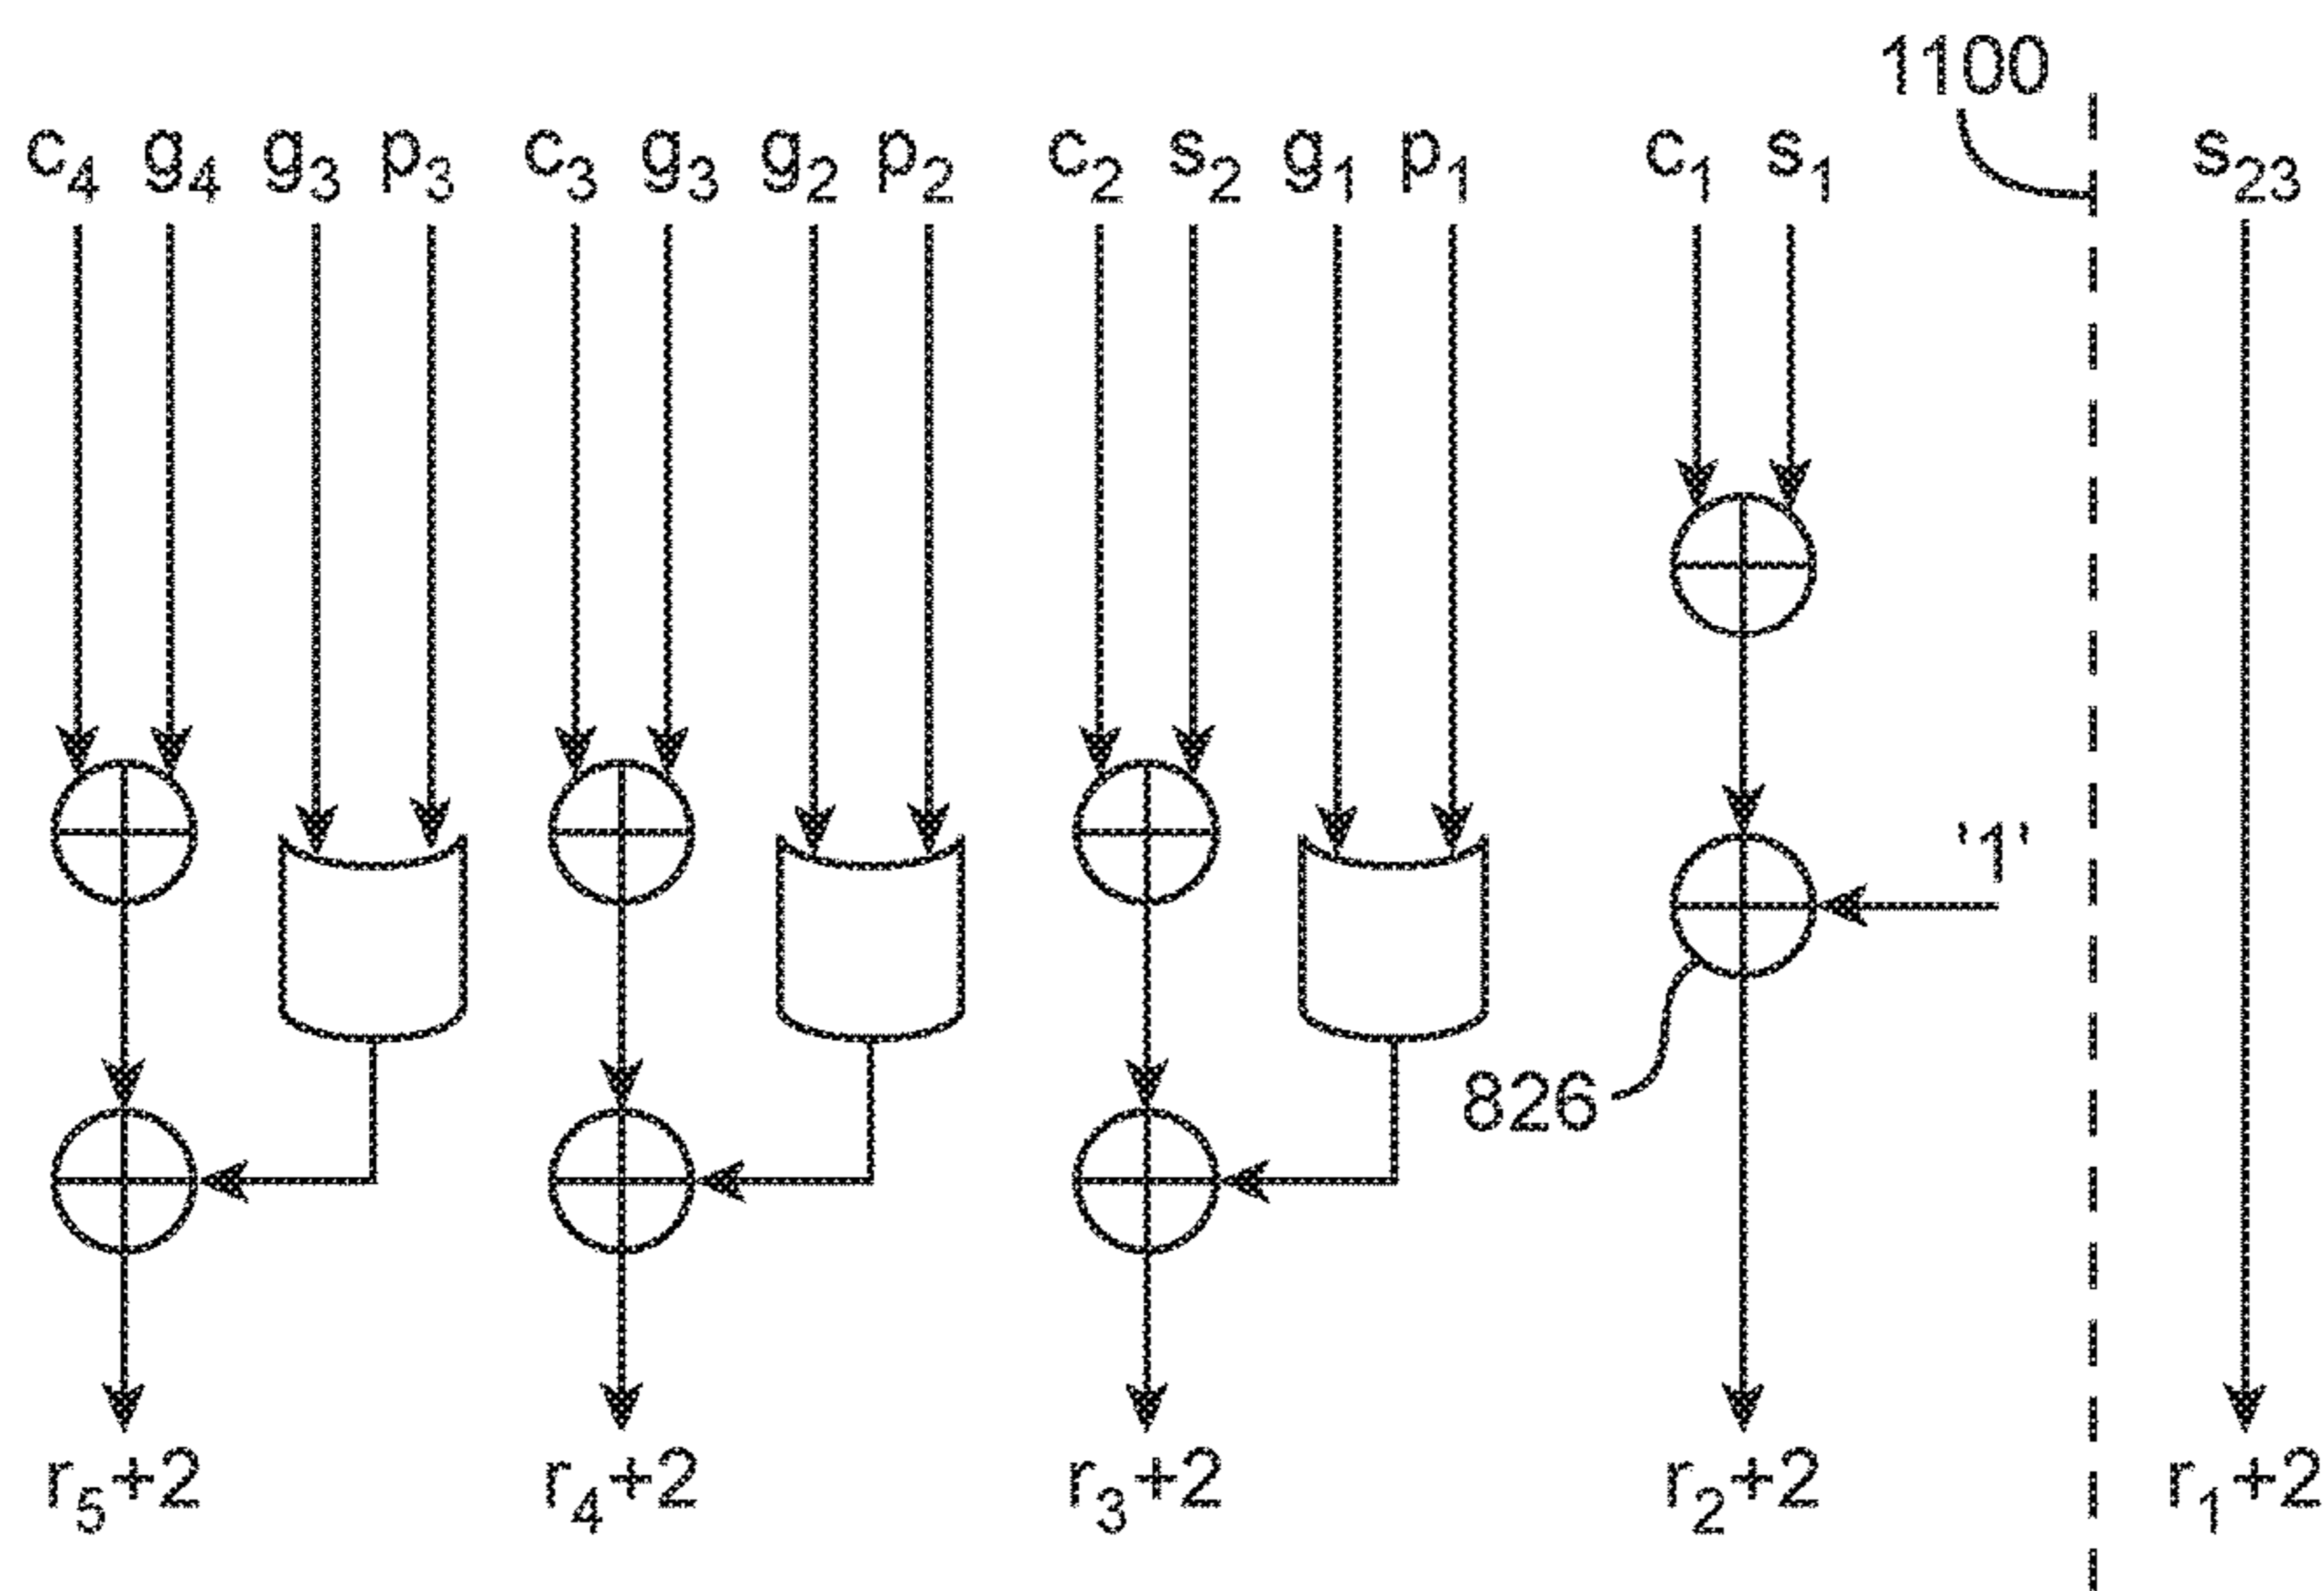 1100
c₄ g₄ g₃ p₃ c₃ g₃ g₂ p₂ c₂ s₂ g₁ p₁ c₁ s₁ s₂₃
'1'
826
r₅+2 r₄+2 r₃+2 r₂+2 r₁+2